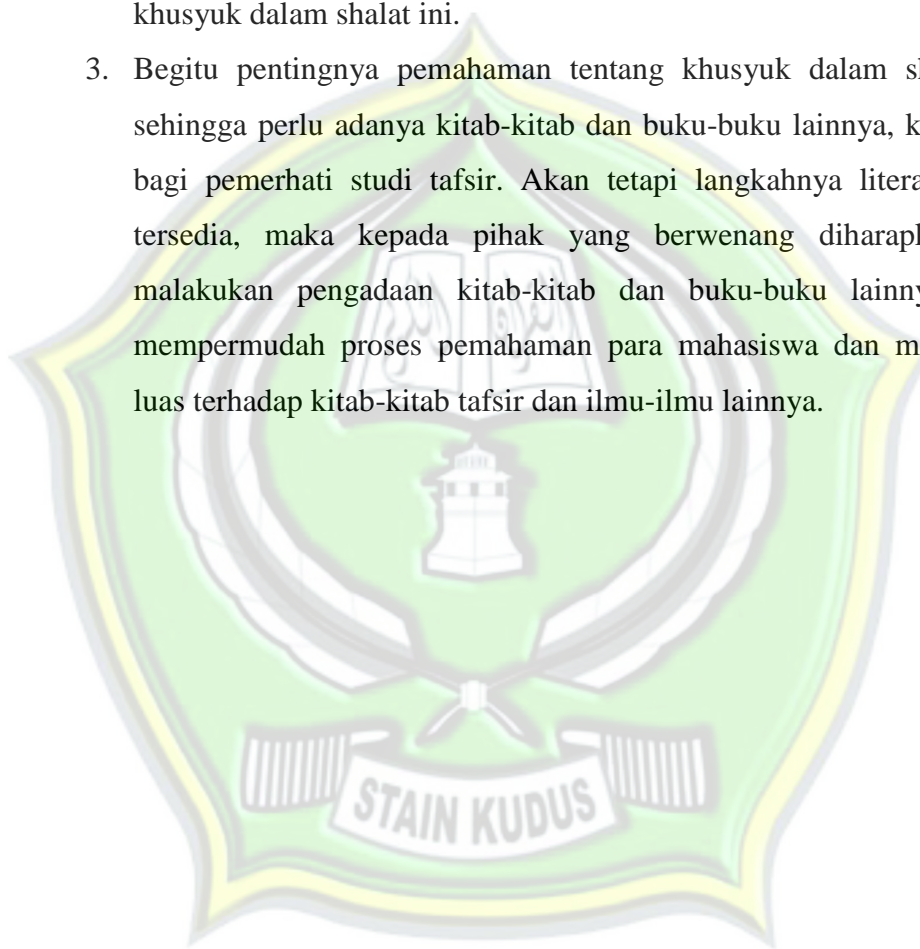 khusyuk dalam shalat ini.
3. Begitu pentingnya pemahaman tentang khusyuk dalam
sehingga perlu adanya kitab-kitab dan buku-buku lainnya,
bagi pemerhati studi tafsir. Akan tetapi langkahnya
tersedia, maka kepada pihak yang berwenang
malakukan pengadaan kitab-kitab dan buku-buku
mempermudah proses pemahaman para mahasiswa dan
luas terhadap kitab-kitab tafsir dan ilmu-ilmu lainnya.
STAIN KUDUS